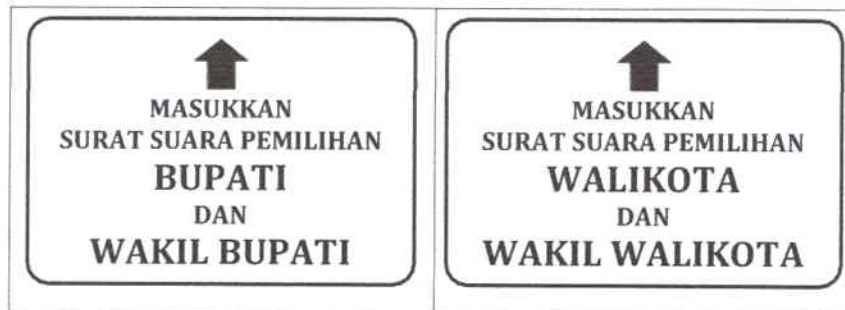 MASUKKAN
SURAT SUARA PEMILIHAN
BUPATI
DAN
WAKIL BUPATI
MASUKKAN
SURAT SUARA PEMILIHAN
WALIKOTA
DAN
WAKIL WALIKOTA